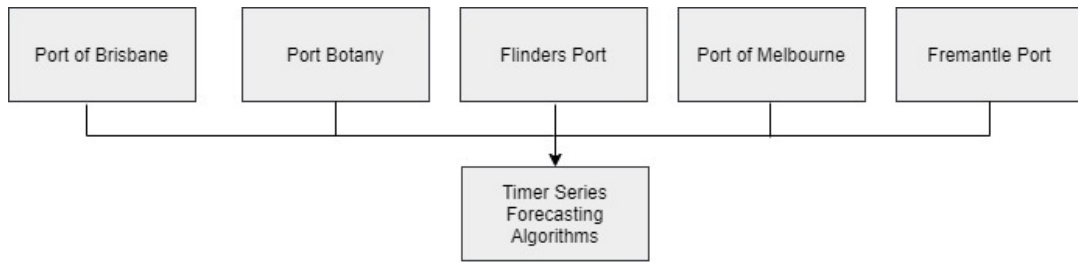 Port of Brisbane
Port Botany
Flinders Port
Port of Melbourne
Fremantle Port
Timer Series
Forecasting
Algorithms